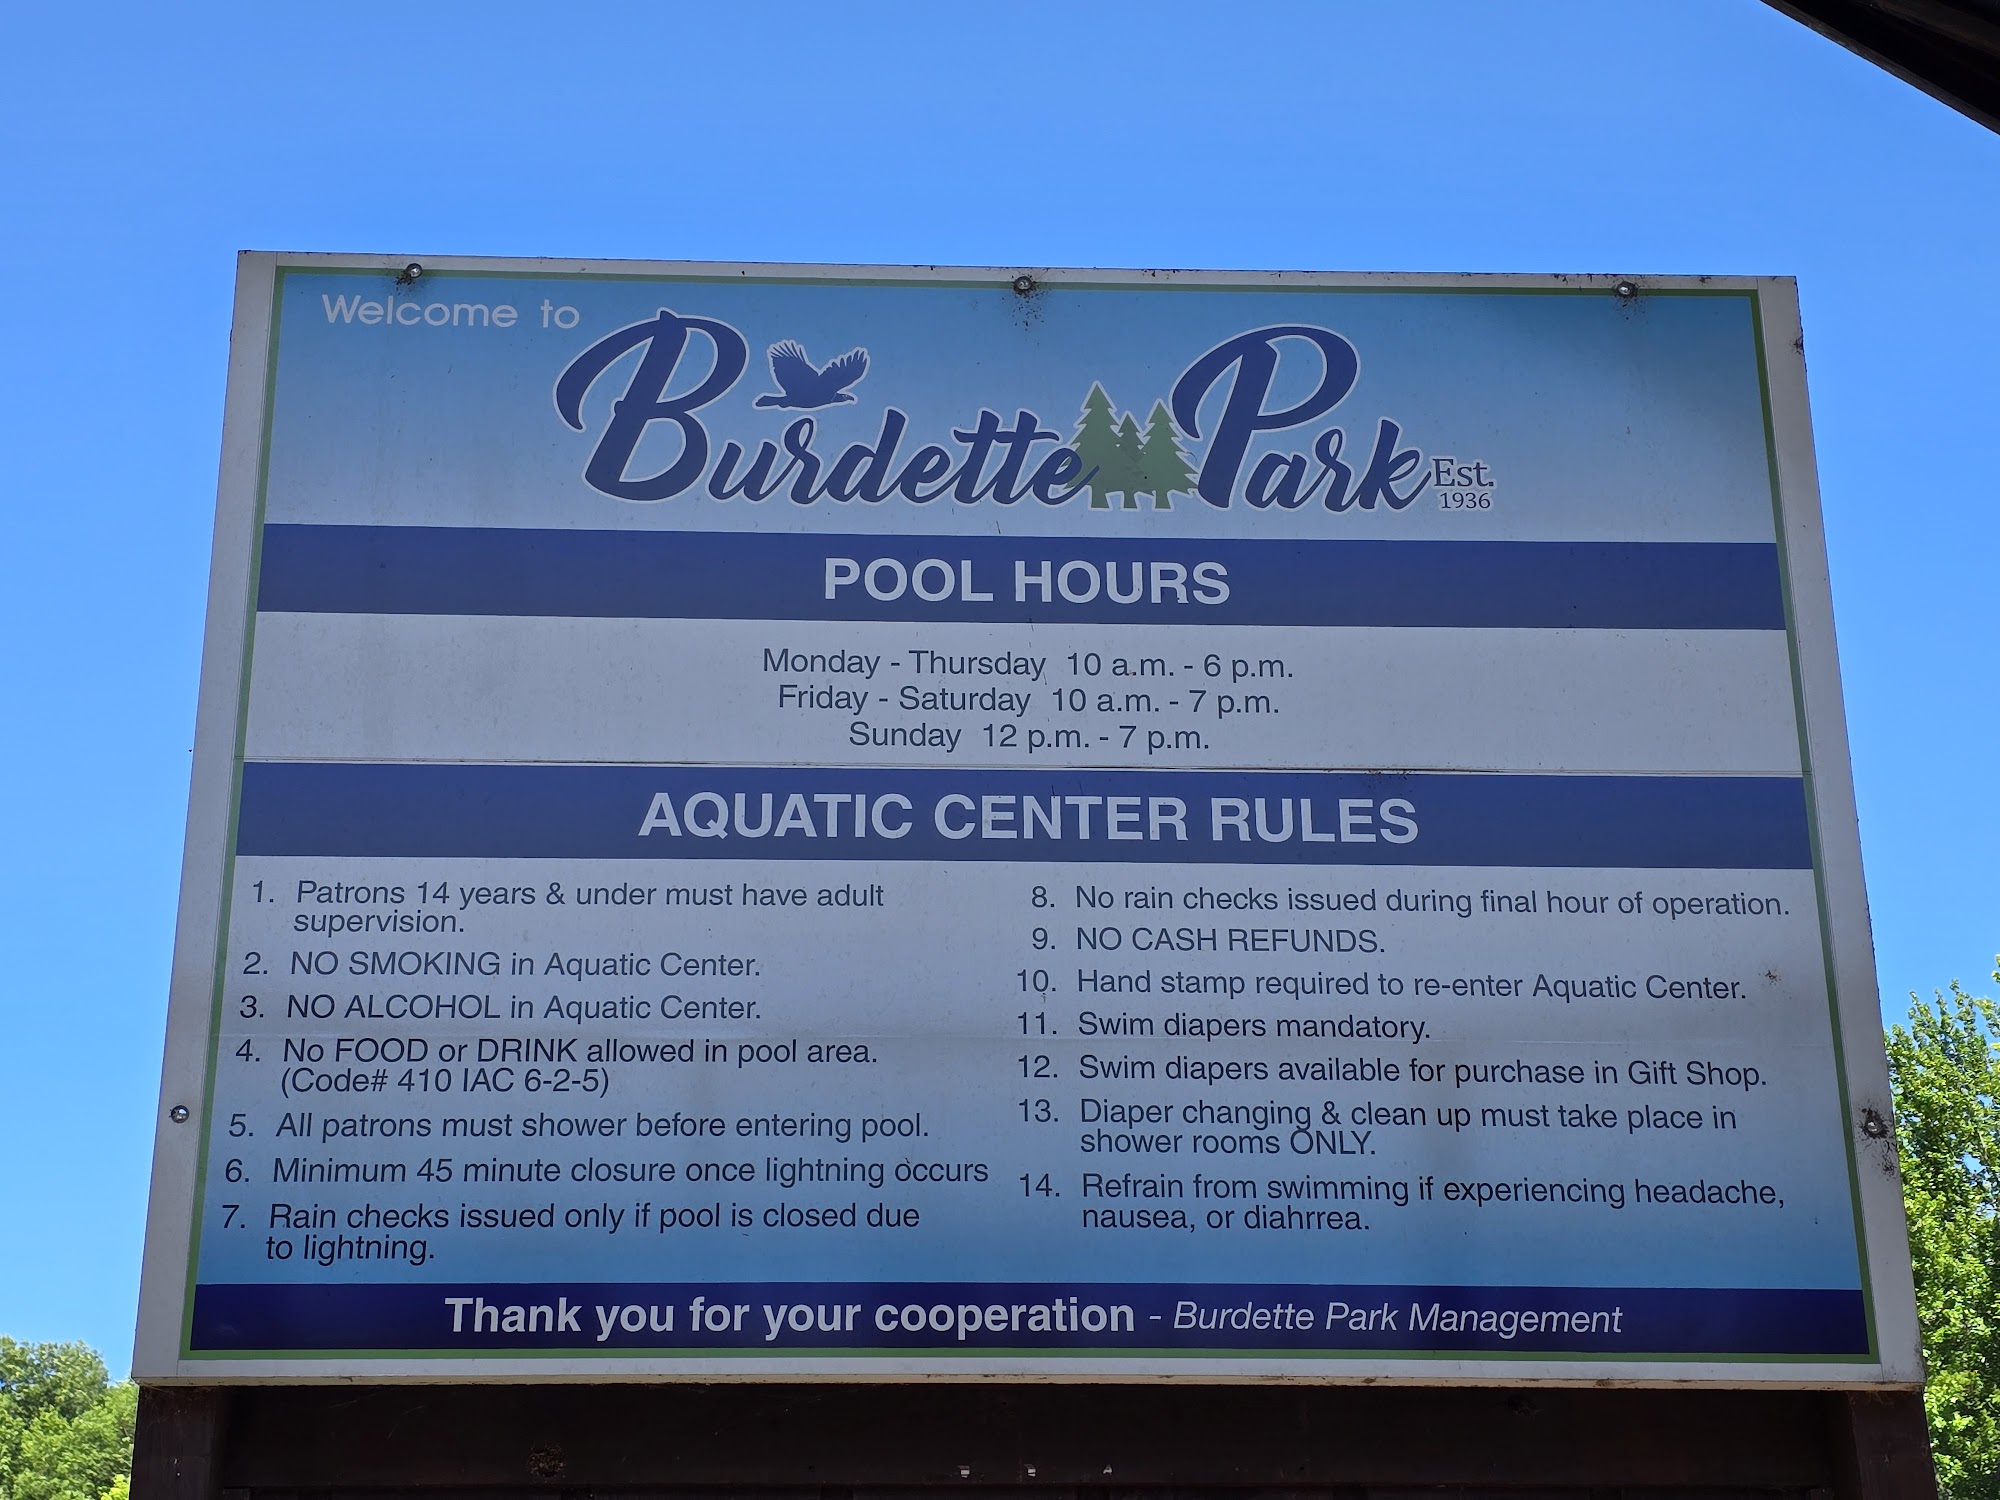 Welcome to
Burdette Park Est.
1936
POOL HOURS
Monday - Thursday 10 a.m. - 6 p.m.
Friday - Saturday 10 a.m. - 7 p.m.
Sunday 12 p.m. - 7 p.m.
AQUATIC CENTER RULES
1. Patrons 14 years & under must have adult
supervision.
2. NO SMOKING in Aquatic Center.
3. NO ALCOHOL in Aquatic Center.
4. No FOOD or DRINK allowed in pool area.
(Code# 410 IAC 6-2-5)
5. All patrons must shower before entering pool.
6. Minimum 45 minute closure once lightning occurs
7. Rain checks issued only if pool is closed due
to lightning.
8. No rain checks issued during final hour of operation.
9. NO CASH REFUNDS.
10. Hand stamp required to re-enter Aquatic Center.
11. Swim diapers mandatory.
12. Swim diapers available for purchase in Gift Shop.
13. Diaper changing & clean up must take place in
shower rooms ONLY.
14. Refrain from swimming if experiencing headache,
nausea, or diahrrea.
Thank you for your cooperation - Burdette Park Management